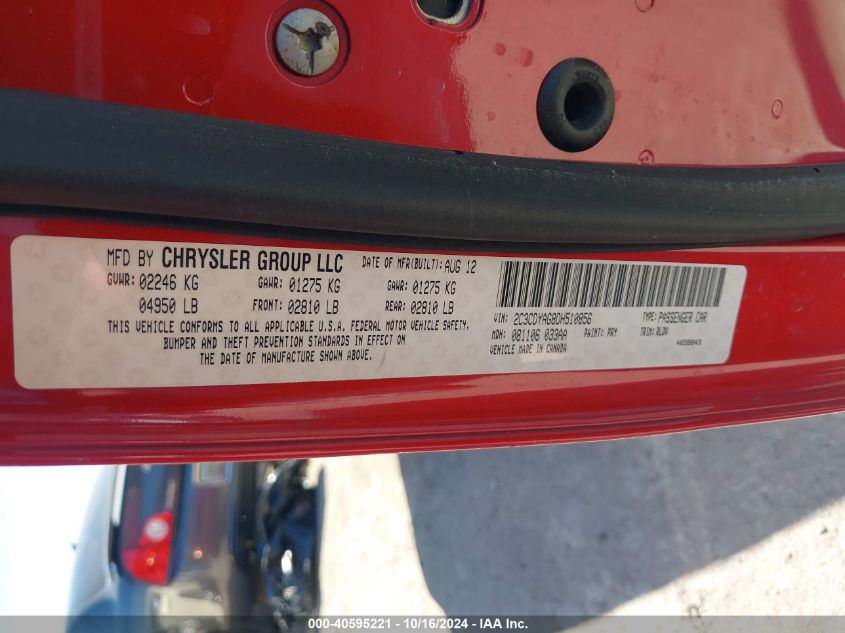 MFD BY CHRYSLER GROUP LLC DATE OF MFR(BUILT): AUG 12
GVWR: 02246 KG GAWR: 01275 KG GAWR: 01275 KG
04950 LB FRONT: 02810 LB REAR: 02810 LB
THIS VEHICLE CONFORMS TO ALL APPLICABLE U.S.A. FEDERAL MOTOR VEHICLE SAFETY,
BUMPER AND THEFT PREVENTION STANDARDS IN EFFECT ON
THE DATE OF MANUFACTURE SHOWN ABOVE.
VIN: 2C3CDYAG8DH510856 TYPE: PASSENGER CAR
MDH: 081106 033AA PAINT: PRY TRIM: RLDV
VEHICLE MADE IN CANADA
000-40595221 - 10/16/2024 - IAA Inc.